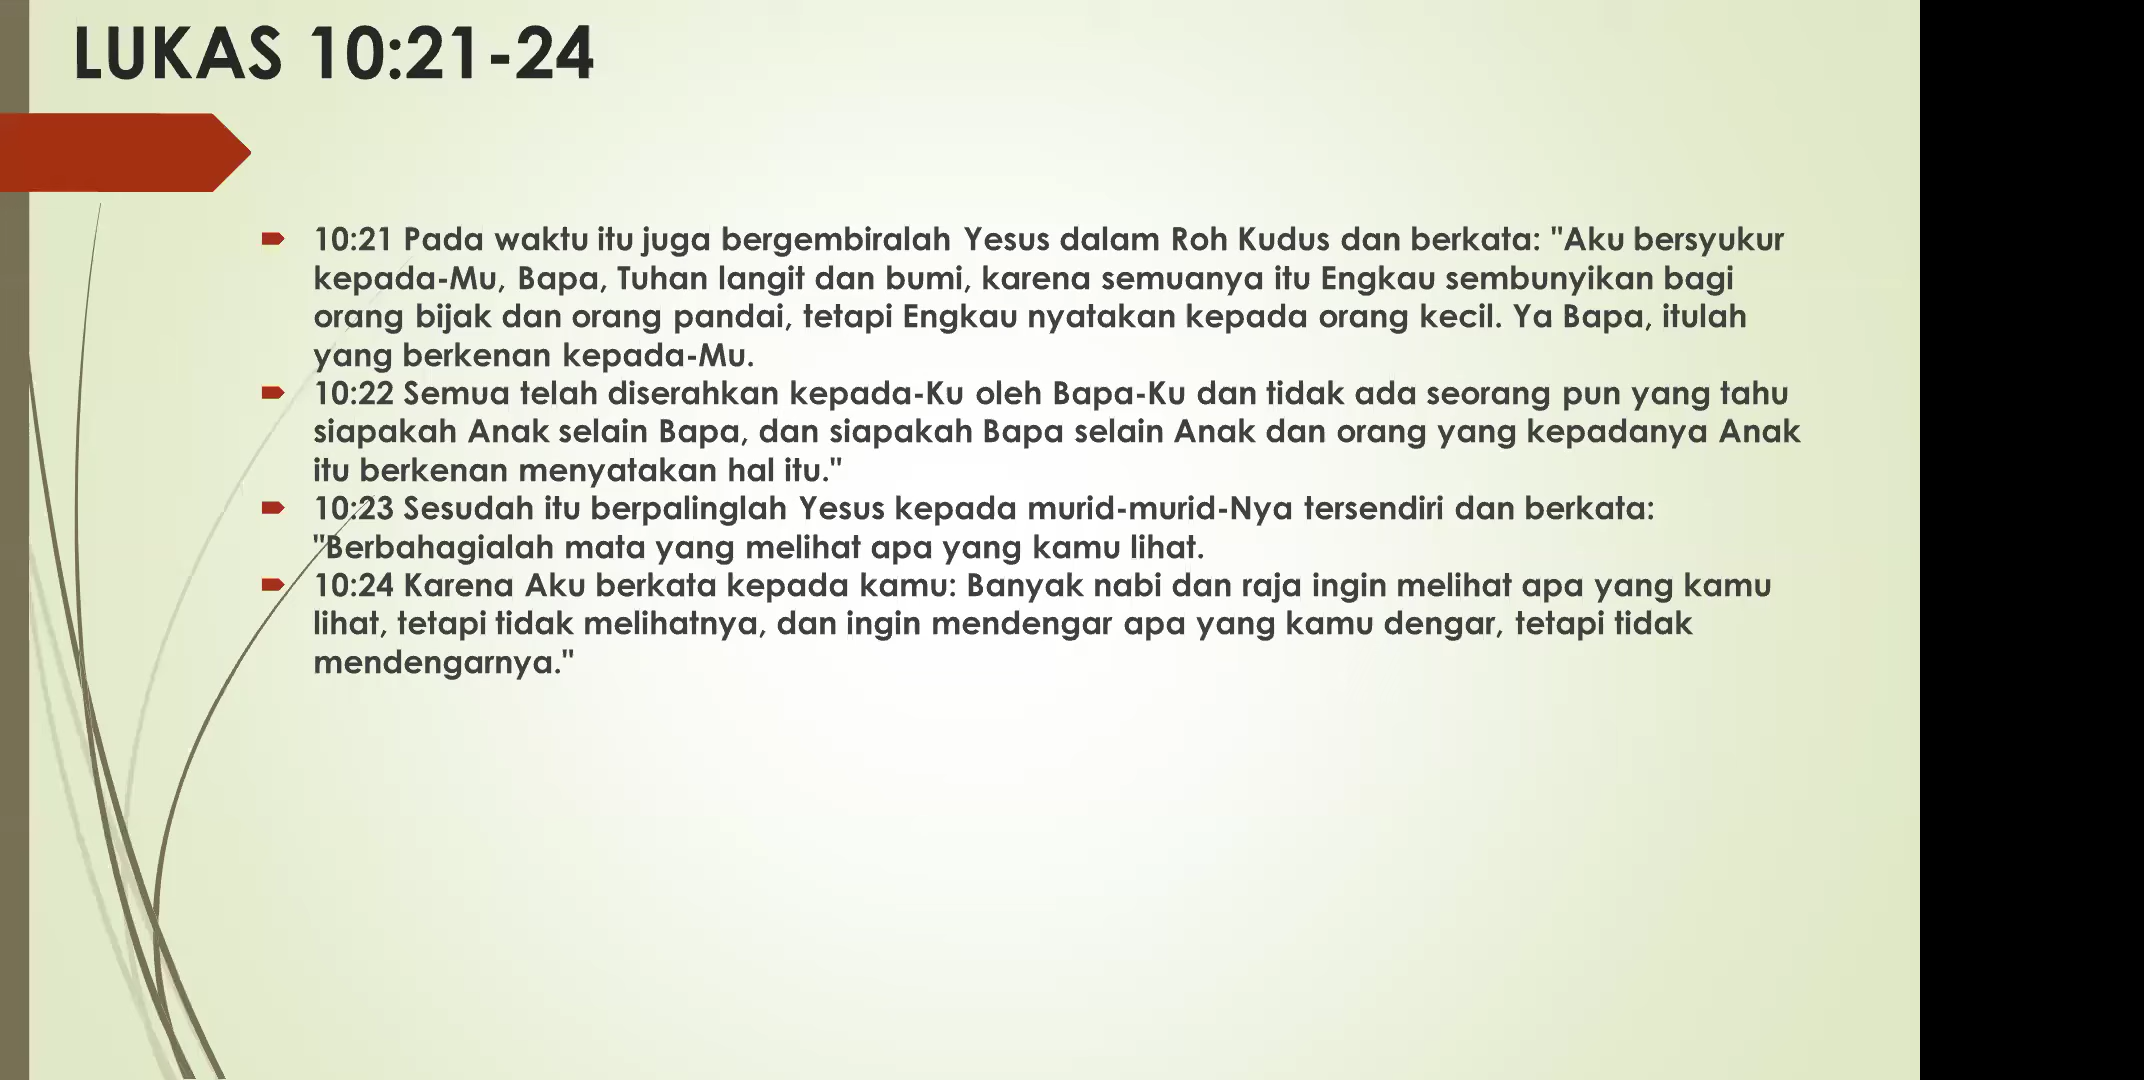 LUKAS 10:21-24
10:21 Pada waktu itu juga bergembiralah Yesus dalam Roh Kudus dan berkata: "Aku bersyukur
kepada-Mu, Bapa, Tuhan langit dan bumi, karena semuanya itu Engkau sembunyikan bagi
orang bijak dan orang pandai, tetapi Engkau nyatakan kepada orang kecil. Ya Bapa, itulah
yang berkenan kepada-Mu.
10:22 Semua telah diserahkan kepada-Ku oleh Bapa-Ku dan tidak ada seorang pun yang tahu
siapakah Anak selain Bapa, dan siapakah Bapa selain Anak dan orang yang kepadanya Anak
itu berkenan menyatakan hal itu."
10:23 Sesudah itu berpalinglah Yesus kepada murid-murid-Nya tersendiri dan berkata:
"Berbahagialah mata yang melihat apa yang kamu lihat.
10:24 Karena Aku berkata kepada kamu: Banyak nabi dan raja ingin melihat apa yang kamu
lihat, tetapi tidak melihatnya, dan ingin mendengar apa yang kamu dengar, tetapi tidak
mendengarnya."